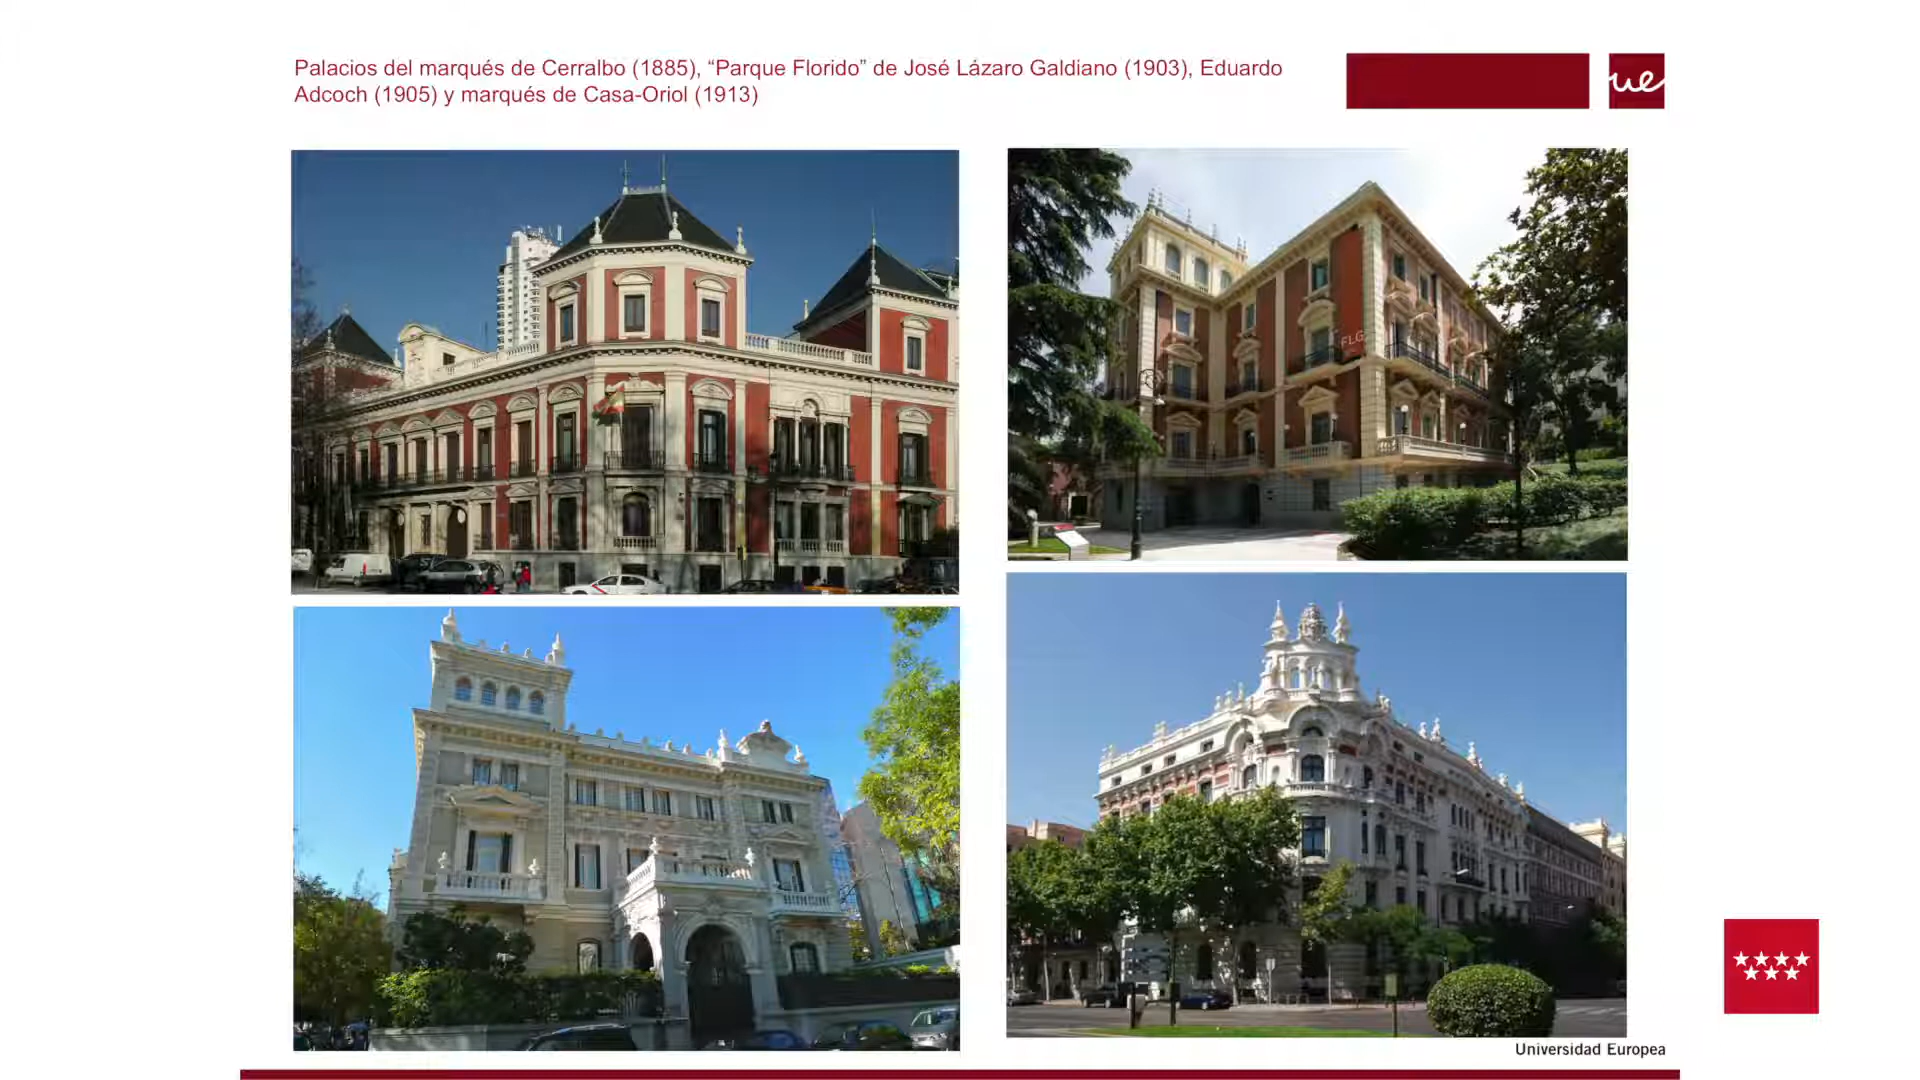 Palacios del marqués de Cerralbo (1885), “Parque Florido” de José Lázaro Galdiano (1903), Eduardo
Adcoch (1905) y marqués de Casa-Oriol (1913)
ue
FLG
Universidad Europea